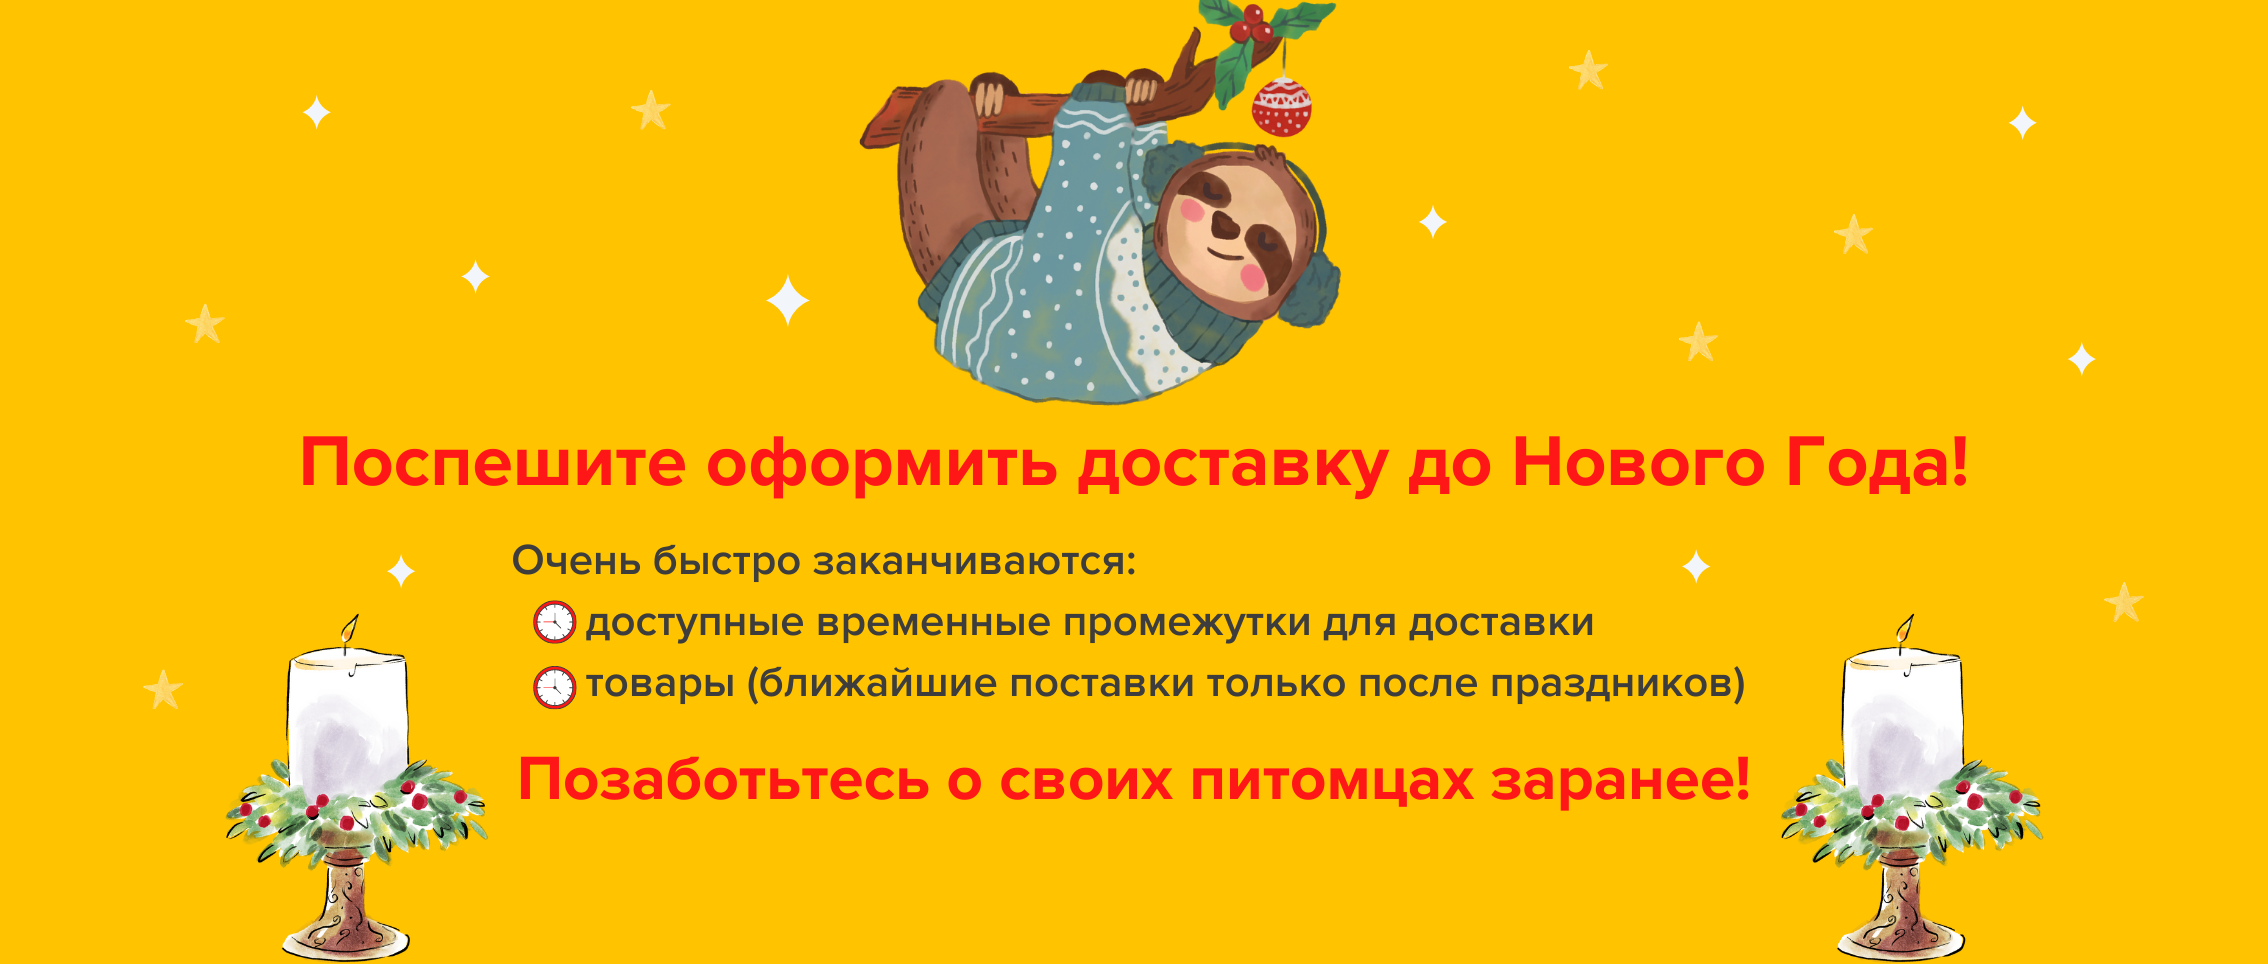 Поспешите оформить доставку до Нового Года!
Очень быстро заканчиваются:
доступные временные промежутки для доставки
товары (ближайшие поставки только после праздников)
Позаботьтесь о своих питомцах заранее!